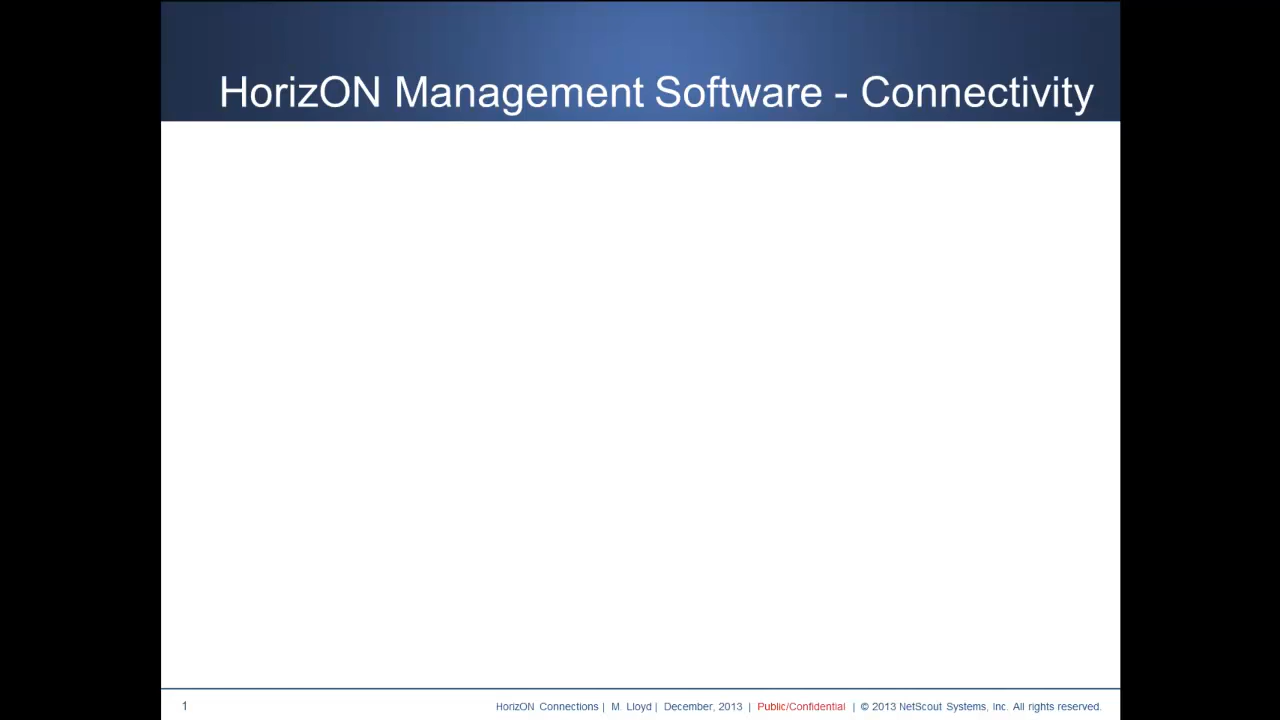 HorizON Management Software - Connectivity
1 HorizON Connections | M. Lloyd | December, 2013 | Public/Confidential | © 2013 NetScout Systems, Inc. All rights reserved.